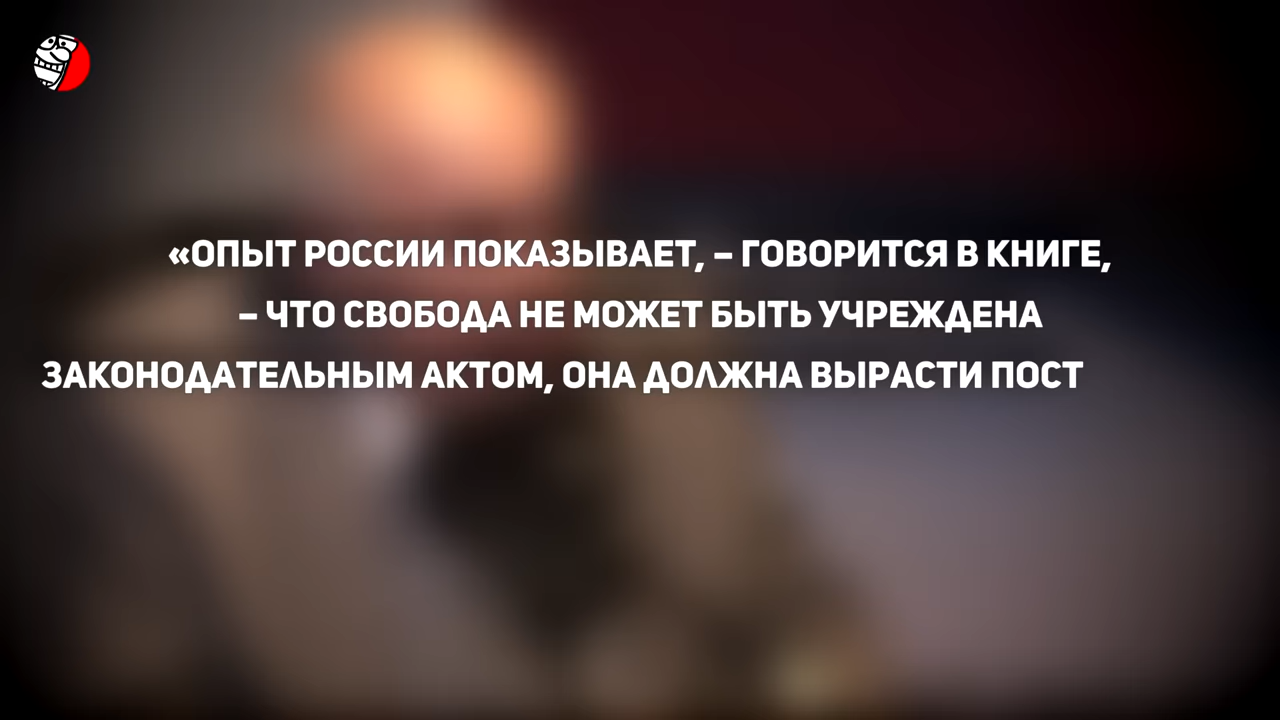 «ОПЫТ РОССИИ ПОКАЗЫВАЕТ, – ГОВОРИТСЯ В КНИГЕ,
– ЧТО СВОБОДА НЕ МОЖЕТ БЫТЬ УЧРЕЖДЕНА
ЗАКОНОДАТЕЛЬНЫМ АКТОМ, ОНА ДОЛЖНА ВЫРАСТИ ПОСТ